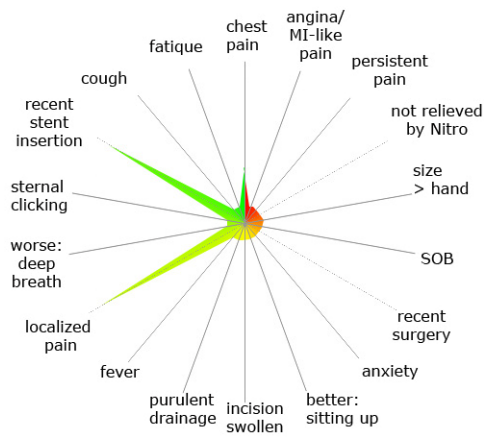 chest
pain
angina/
MI-like
pain
persistent
pain
not relieved
by Nitro
size
> hand
SOB
recent
surgery
anxiety
better:
sitting up
incision
swollen
purulent
drainage
fever
localized
pain
worse:
deep
breath
sternal
clicking
recent
stent
insertion
cough
fatique